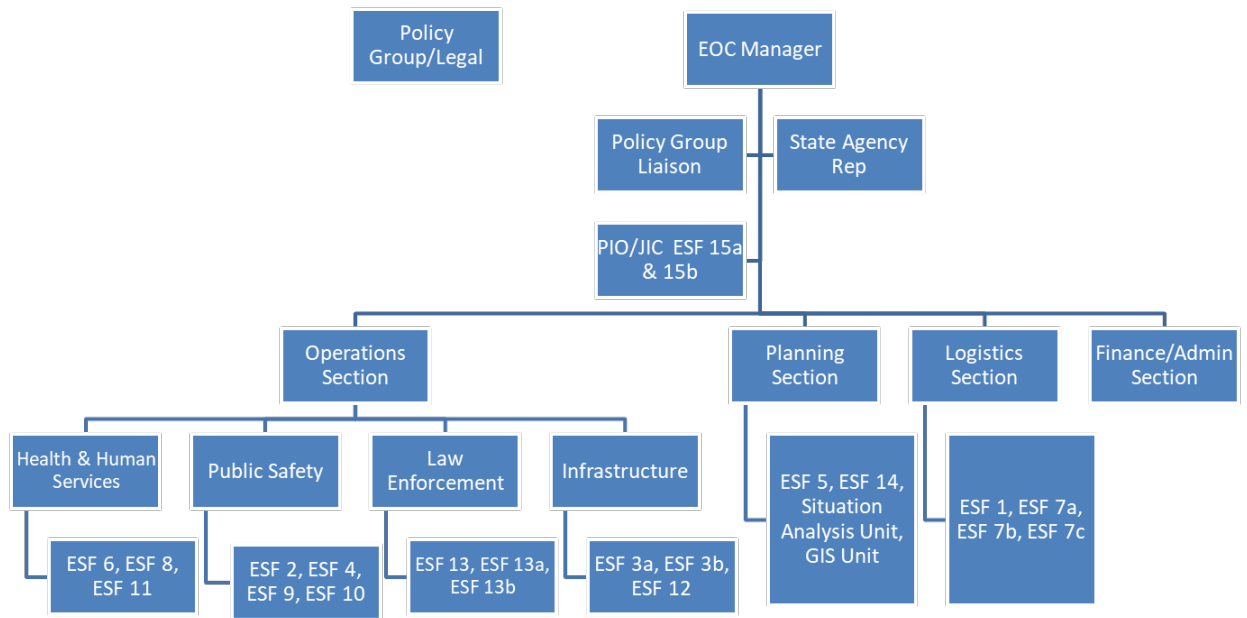 Policy
Group/Legal
EOC Manager
Policy Group
Liaison
State Agency
Rep
PIO/JIC  ESF 15a
& 15b
Operations
Section
Planning
Section
Logistics
Section
Finance/Admin
Section
Health & Human
Services
Public Safety
Law
Enforcement
Infrastructure
ESF 5, ESF 14,
Situation
Analysis Unit,
GIS Unit
ESF 1, ESF 7a,
ESF 7b, ESF 7c
ESF 6, ESF 8,
ESF 11
ESF 2, ESF 4,
ESF 9, ESF 10
ESF 13, ESF 13a,
ESF 13b
ESF 3a, ESF 3b,
ESF 12